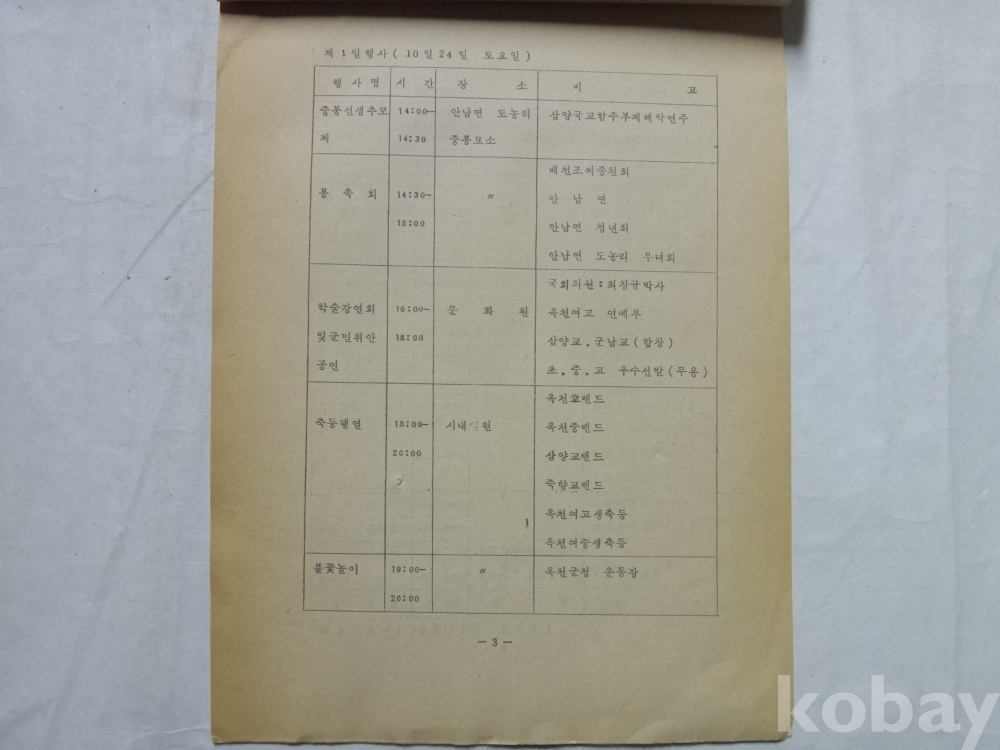 제 1 일행사 ( 10 일 24 일 토요일 )
행 사 명 시 간 장 소 비 고
중봉선생추모 14:00— 안남면 도농리 삼양국교합주부제례악연주
제 14:30 중봉묘소
배천조씨종친회
봉 축 회 14:30— 〃 안 남 면
15:00 안남면 청년회
안남면 도농리 부녀회
국회의원 : 최창규박사
학술강연회 16:00— 문 화 원 옥천여고 연예부
및군민위안 18:00 삼양교 . 군남교 ( 합창 )
공연 초 . 중 . 고 우수선발 ( 무용 )
옥천고밴드
축등행열 18:00— 시내일원 옥천중밴드
20:00 삼양교밴드
죽향교밴드
옥천여고생축등
옥천여중생축등
불꽃놀이 19:00— 〃 옥천군청 운동장
20:00
— 3 —
kobay